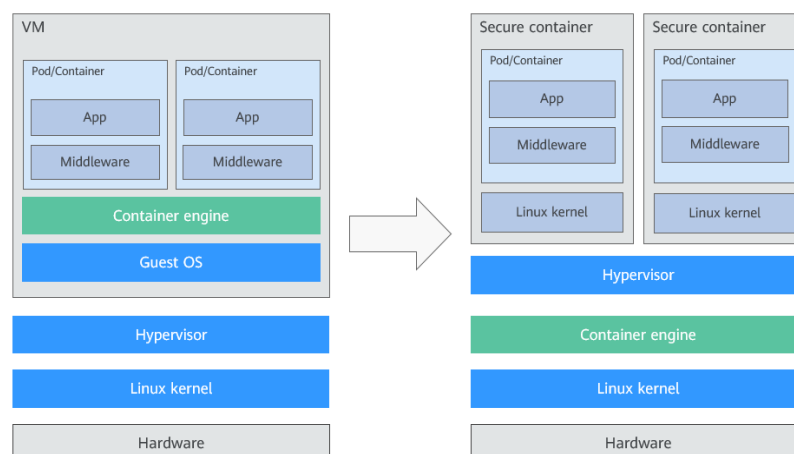 VM
Pod/Container
App
Middleware
Pod/Container
App
Middleware
Container engine
Guest OS
Hypervisor
Linux kernel
Hardware
Secure container
Pod/Container
App
Middleware
Linux kernel
Secure container
Pod/Container
App
Middleware
Linux kernel
Hypervisor
Container engine
Linux kernel
Hardware